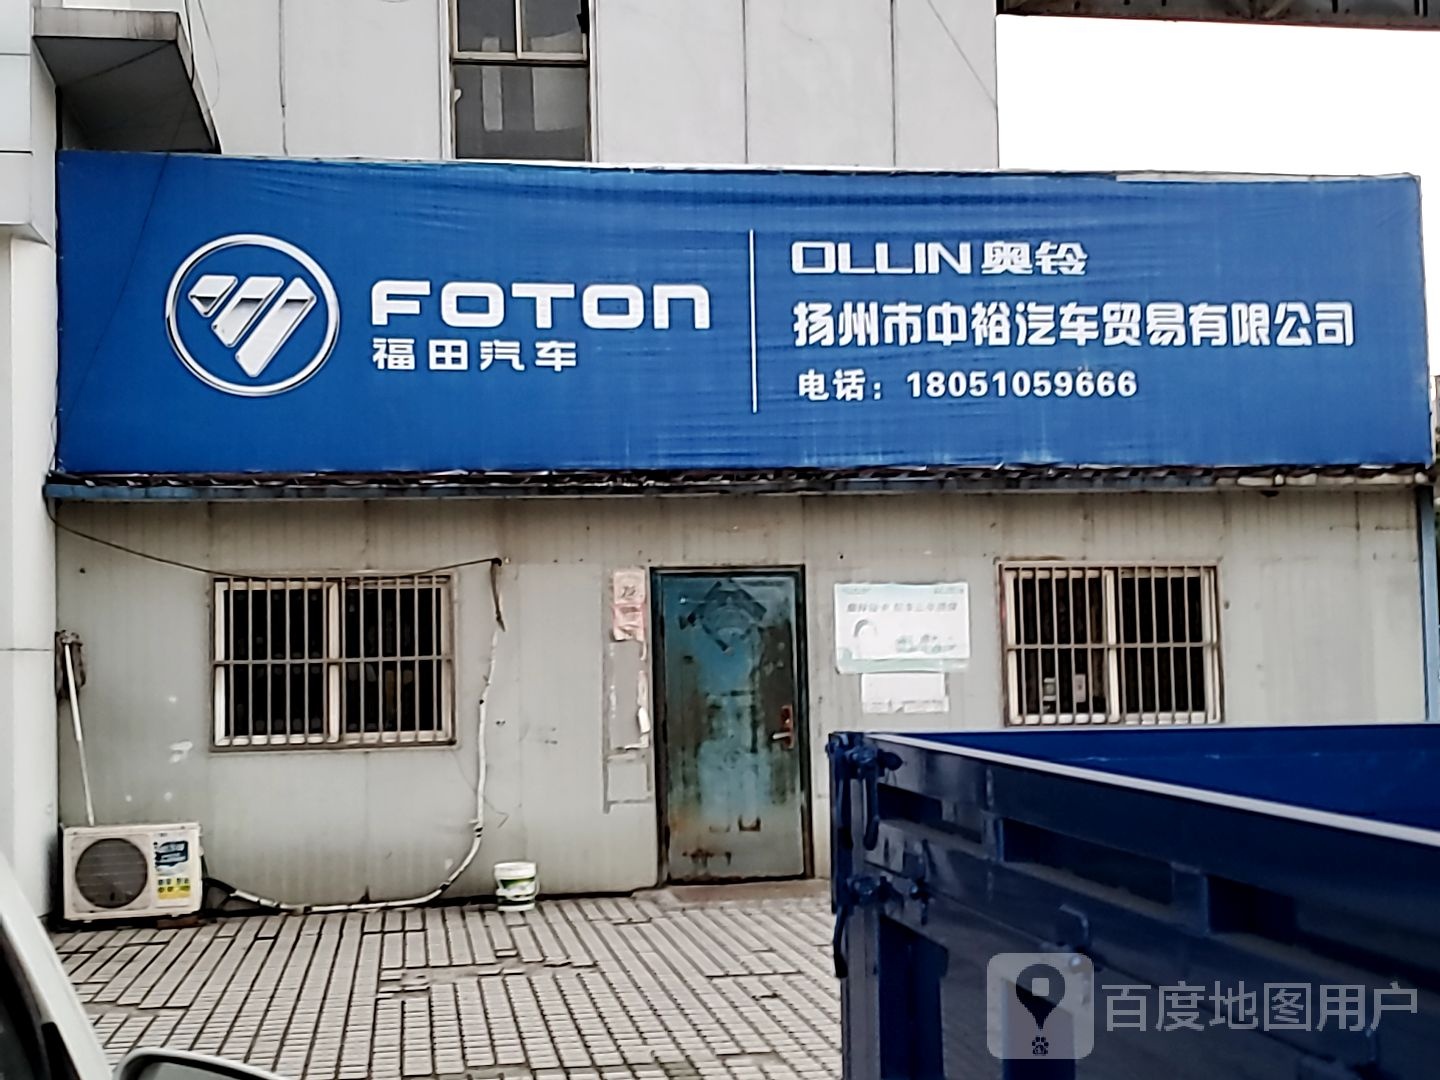 FOTON
福田汽车
OLLIN奥铃
扬州市中裕汽车贸易有限公司
电话：18051059666
百度地图用户